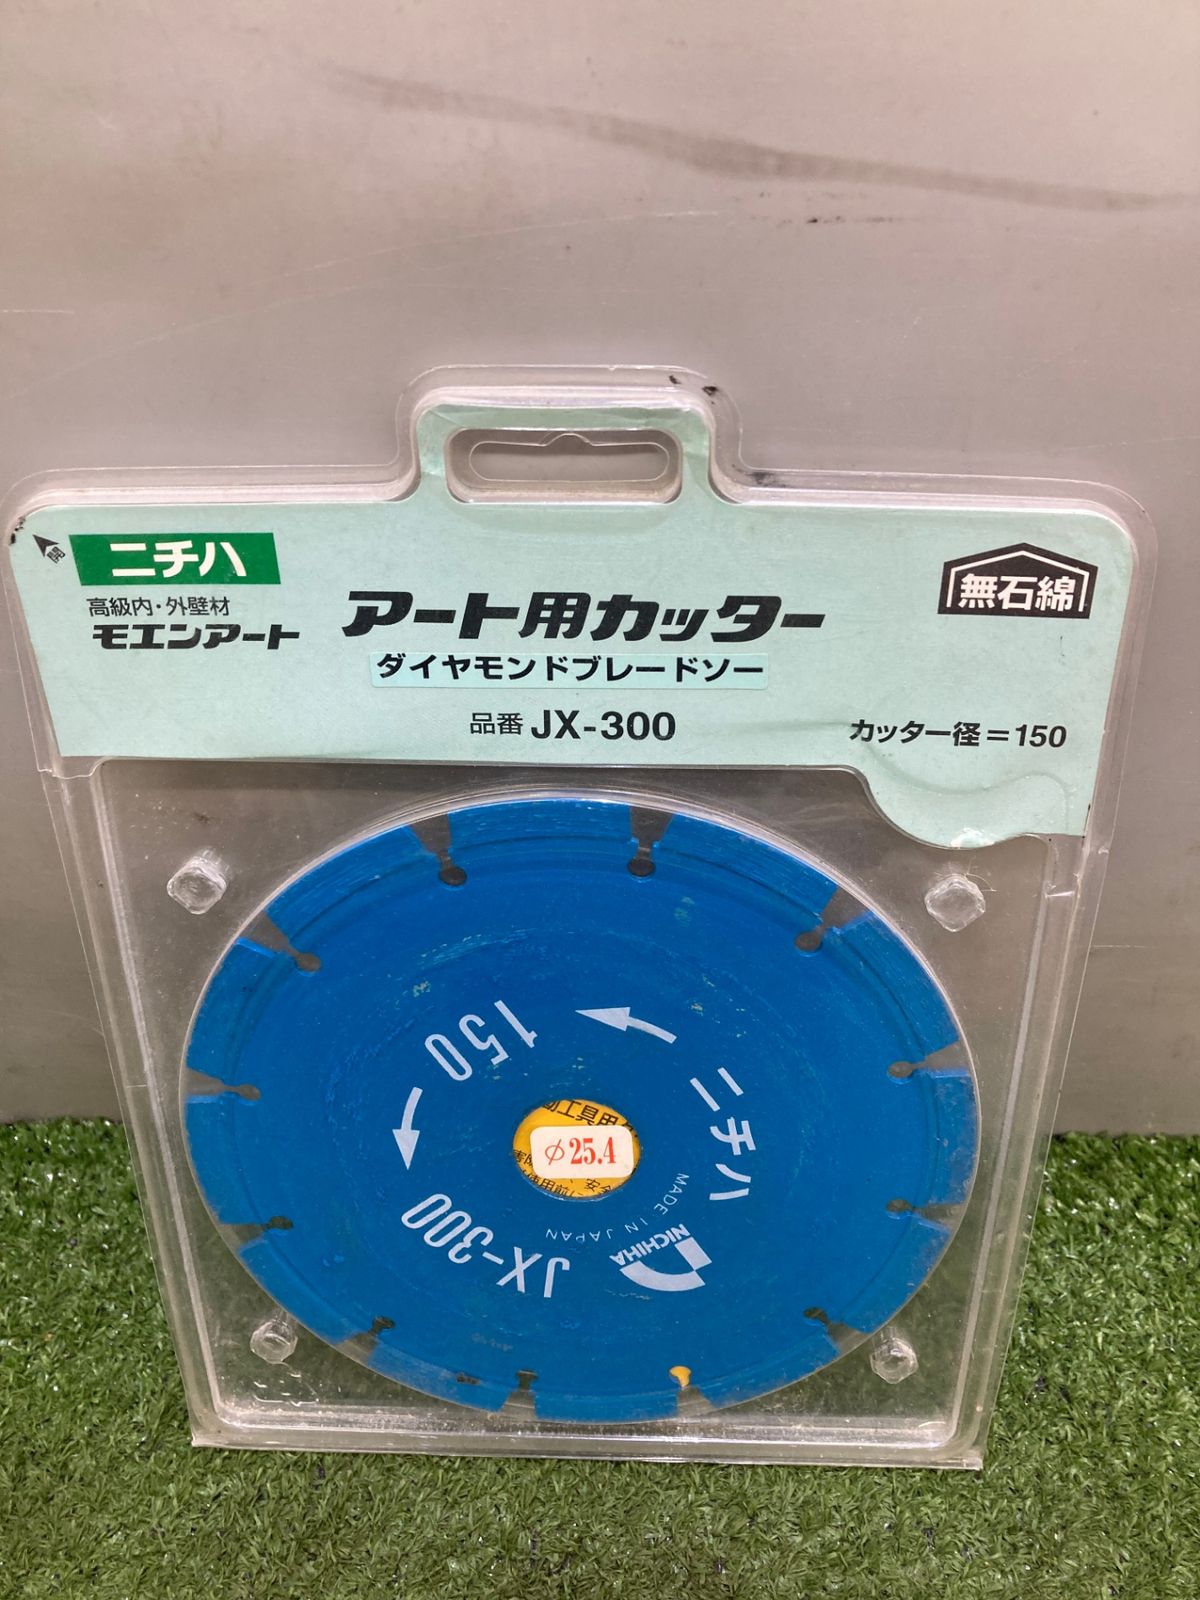 開
ニチハ
高級内・外壁材
モエンアート
アート用カッター
ダイヤモンドブレードソー
品番 JX-300
無石綿
カッター径=150
150
ニチハ
φ25.4
MADE IN JAPAN
NICHIHA
JX-300